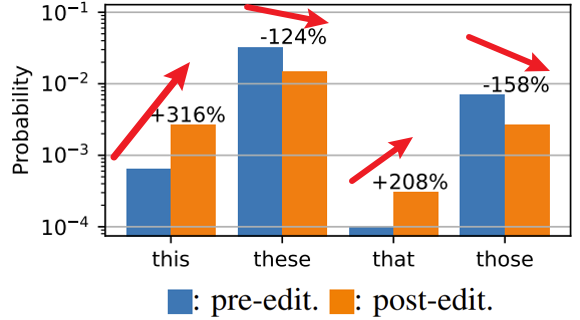 10⁻¹
-124%
-158%
10⁻²
+316%
10⁻³
+208%
10⁻⁴
Probability
this these that those
: pre-edit. : post-edit.